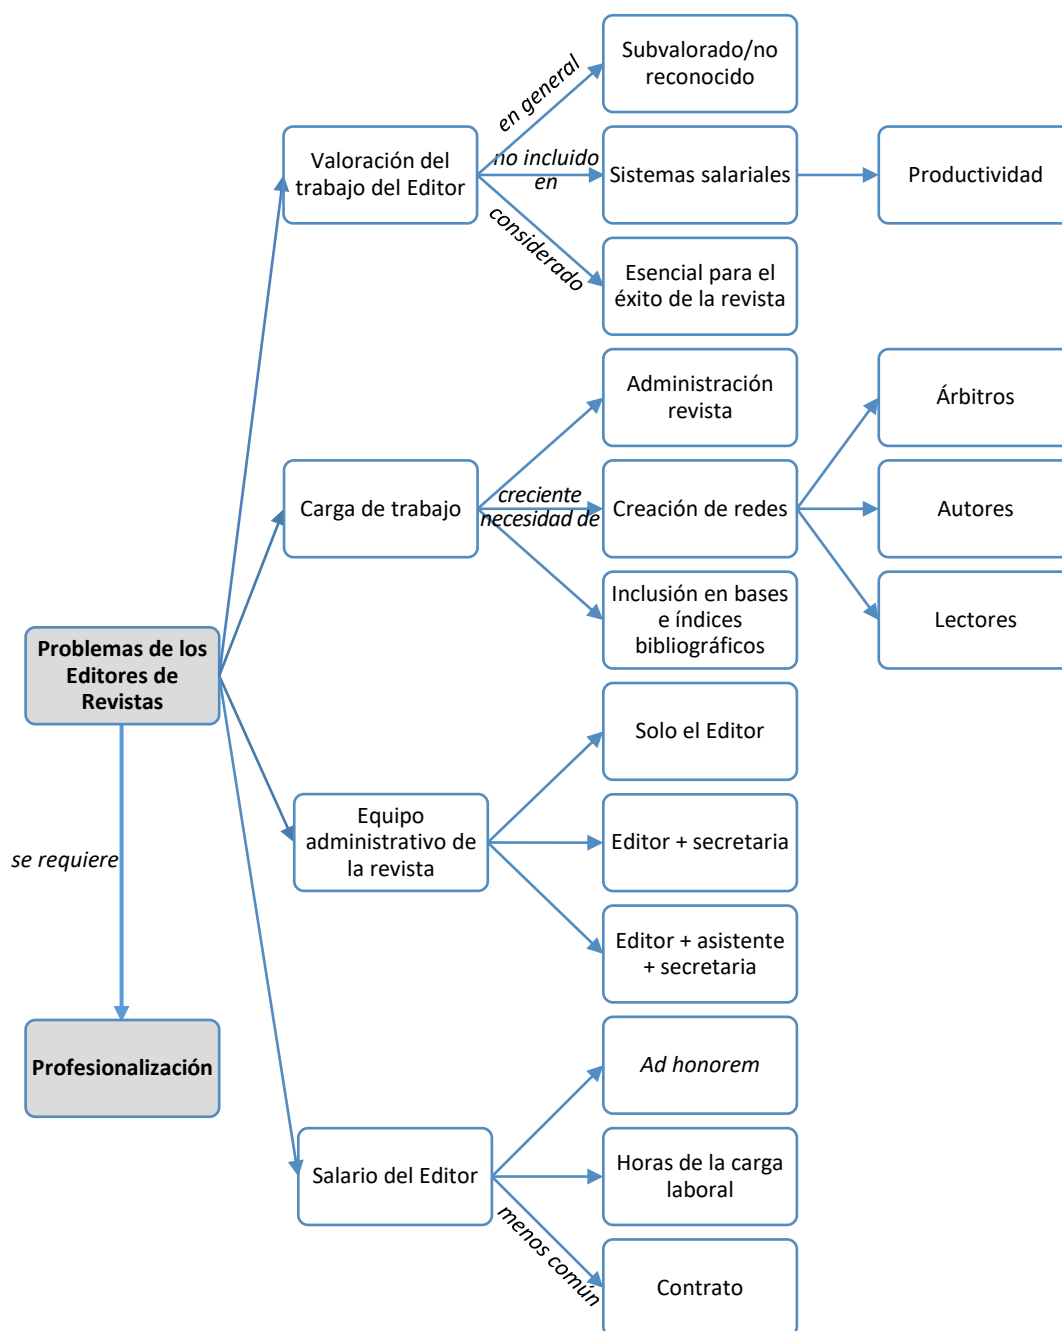 Subvalorado/no
reconocido
en general
Valoración del
trabajo del Editor
no incluido
en
Sistemas salariales
Productividad
considerado
Esencial para el
éxito de la revista
Administración
revista
Árbitros
Carga de trabajo
creciente
necesidad de
Creación de redes
Autores
Inclusión en bases
e índices
bibliográficos
Lectores
Problemas de los
Editores de
Revistas
Solo el Editor
Equipo
administrativo de
la revista
Editor + secretaria
se requiere
Editor + asistente
+ secretaria
Profesionalización
Ad honorem
Salario del Editor
Horas de la carga
laboral
menos común
Contrato